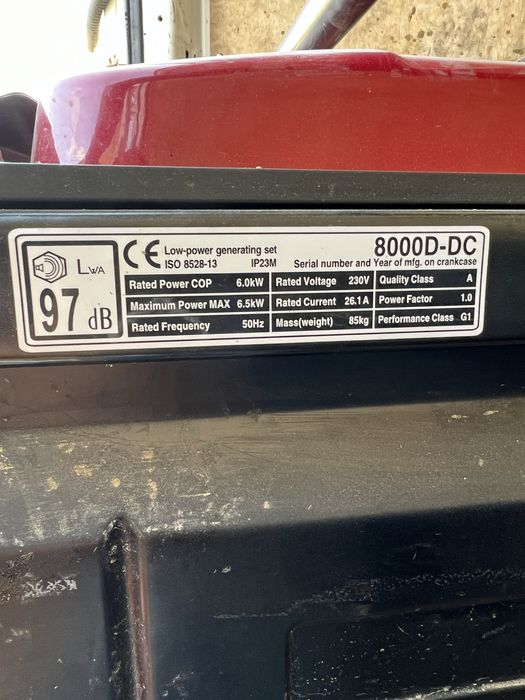 LWA
97 dB
CE Low-power generating set
ISO 8528-13 IP23M
8000D-DC
Serial number and Year of mfg. on crankcase
Rated Power COP 6.0kW Rated Voltage 230V Quality Class A
Maximum Power MAX 6.5kW Rated Current 26.1A Power Factor 1.0
Rated Frequency 50Hz Mass(weight) 85kg Performance Class G1